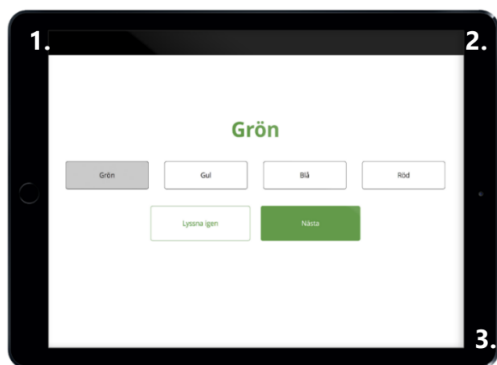 1. 2.
Grön
Grön Gul Blå Röd
Lyssna igen Nästa
3.